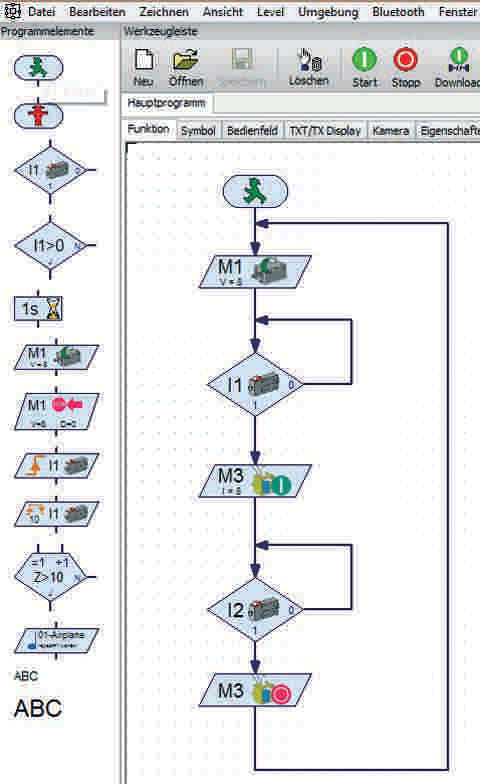 Datei Bearbeiten Zeichnen Ansicht Level Umgebung Bluetooth Fenster
Programmelemente
Werkzeugleiste
Neu Öffnen Speichern Löschen Start Stopp Downloa
Hauptprogramm
Funktion Symbol Bedienfeld TXT/TX Display Kamera Eigenschafte
I1 0
1
I1>0 N
J
1s
M1
V=8
M1
V=8
I1
10 I1
=1 +1
Z>10 N
J
01-Airplane
ABC
ABC
M1
V = 8
I1 0
1
M3
I = 8
I2 0
1
M3